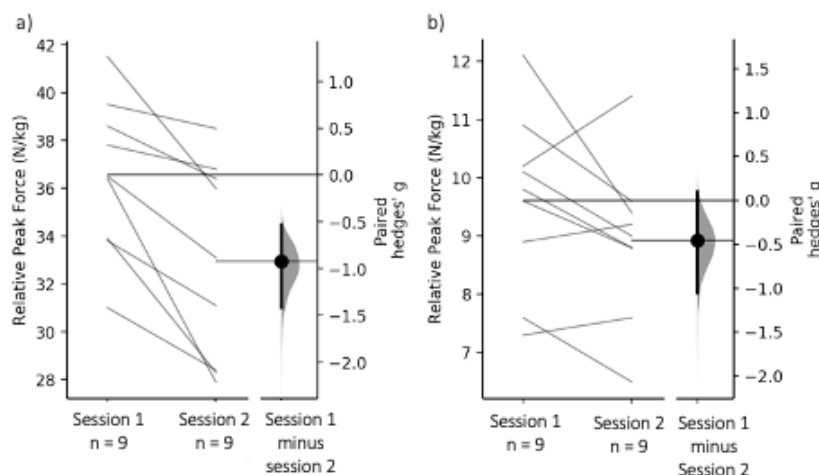 a)
Relative Peak Force (N/kg)
42
40
38
36
34
32
30
28
1.0
0.5
0.0
−0.5
−1.0
−1.5
−2.0
Paired
hedges' g
Session 1
n = 9
Session 2
n = 9
Session 1
minus
session 2
b)
Relative Peak Force (N/kg)
12
11
10
9
8
7
1.5
1.0
0.5
0.0
−0.5
−1.0
−1.5
−2.0
Paired
hedges' g
Session 1
n = 9
Session 2
n = 9
Session 1
minus
Session 2